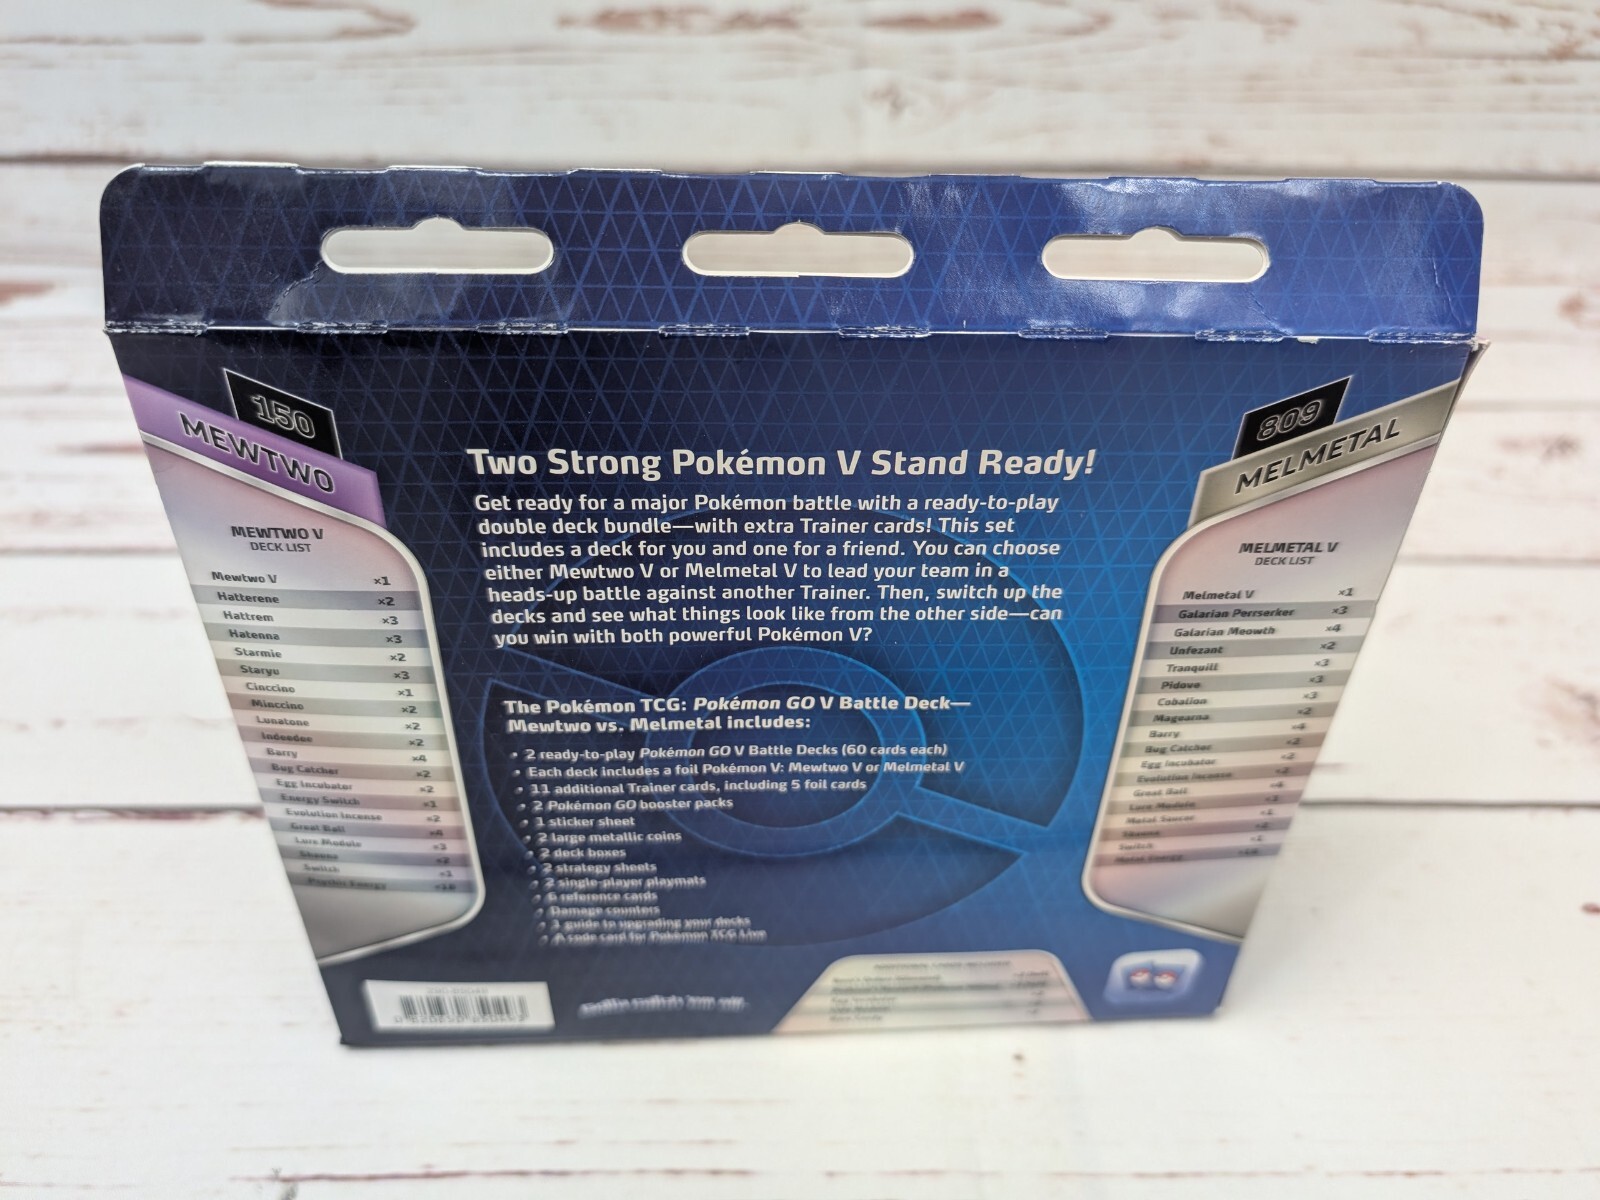 150
MEWTWO
MEWTWO V
DECK LIST
Mewtwo V ×1
Hatterene ×2
Hattrem ×3
Hatenna ×3
Starmie ×2
Staryu ×3
Cinccino ×1
Minccino ×2
Lunatone ×2
Indeedee ×2
Barry ×4
Bug Catcher ×2
Egg Incubator ×2
Energy Switch ×1
Evolution Incense ×2
Great Ball ×4
Lure Module ×3
Switch ×1
Psychic Energy
Two Strong Pokémon V Stand Ready!
Get ready for a major Pokémon battle with a ready-to-play
double deck bundle—with extra Trainer cards! This set
includes a deck for you and one for a friend. You can choose
either Mewtwo V or Melmetal V to lead your team in a
heads-up battle against another Trainer. Then, switch up the
decks and see what things look like from the other side—can
you win with both powerful Pokémon V?
The Pokémon TCG: Pokémon GO V Battle Deck—
Mewtwo vs. Melmetal includes:
• 2 ready-to-play Pokémon GO V Battle Decks (60 cards each)
• Each deck includes a foil Pokémon V: Mewtwo V or Melmetal V
• 11 additional Trainer cards, including 5 foil cards
• 2 Pokémon GO booster packs
• 1 sticker sheet
• 2 large metallic coins
• 2 deck boxes
• 2 strategy sheets
• 2 single-player playmats
• 6 reference cards
• Damage counters
• 1 guide to upgrading your decks
• A code card for Pokémon TCG Live
809
MELMETAL
MELMETAL V
DECK LIST
Melmetal V ×1
Galarian Perrserker ×3
Galarian Meowth ×4
Unfezant ×2
Tranquill ×3
Pidove ×3
Cobalion ×3
Magearna ×2
Barry ×4
Bug Catcher
Egg Incubator
Evolution Incense
Great Ball
Lure Module
Metal Saucer
Switch
Metal Energy